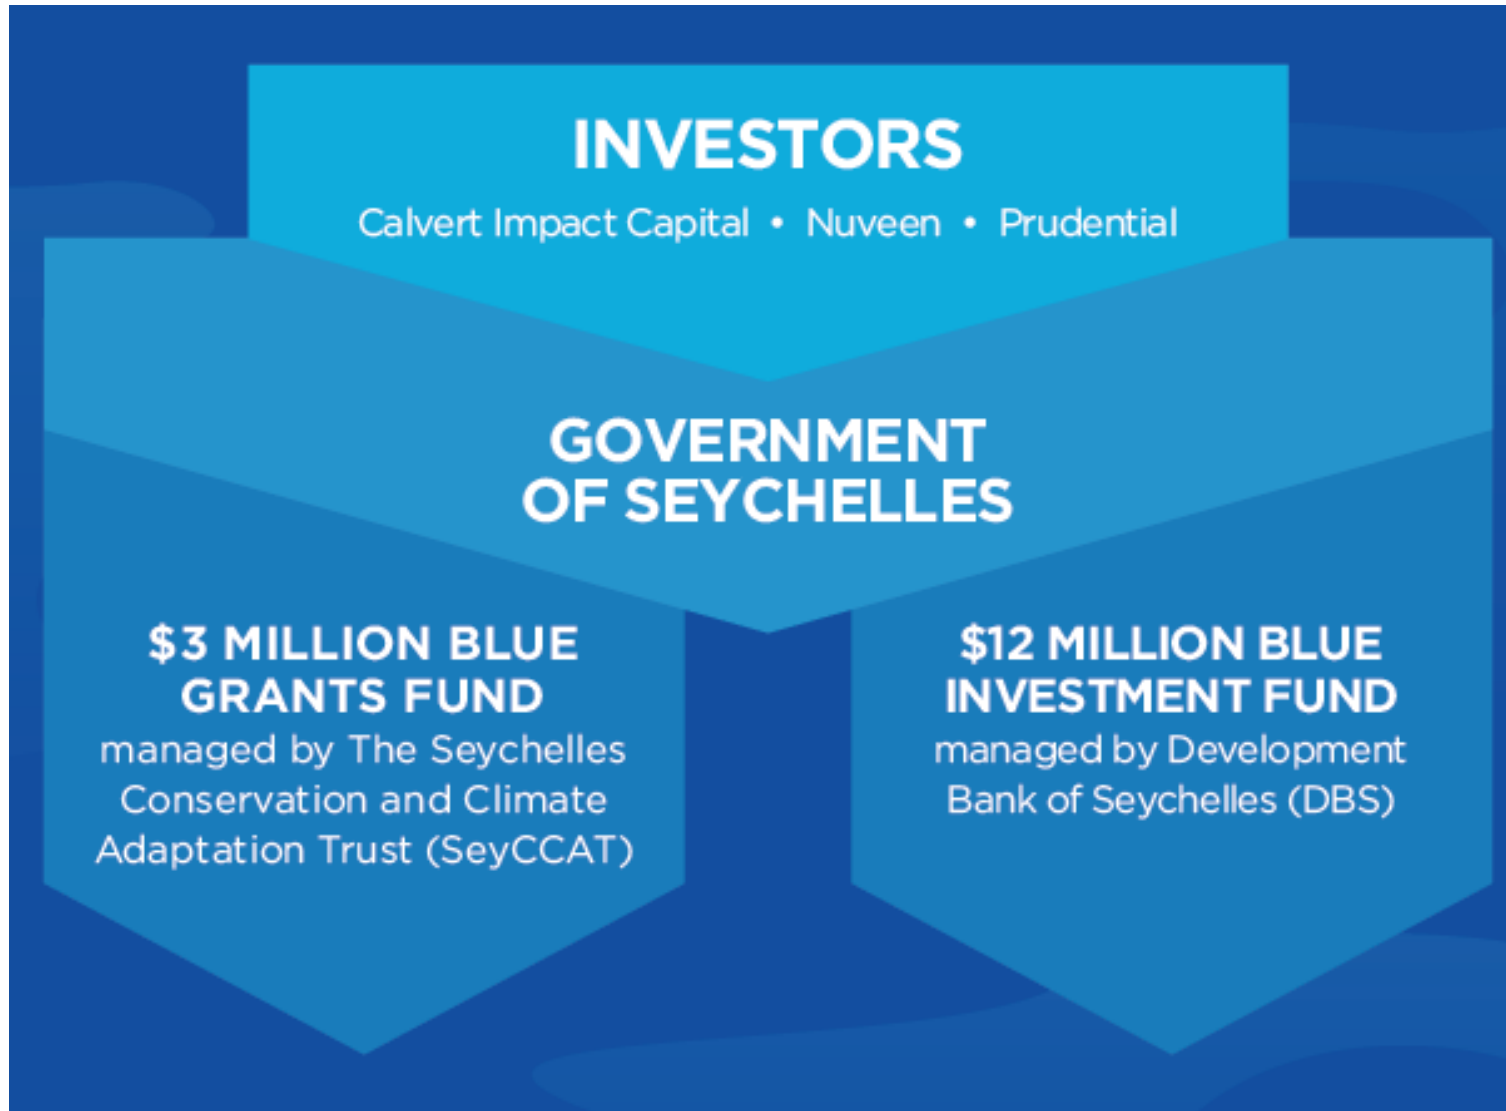 INVESTORS
Calvert Impact Capital • Nuveen • Prudential
GOVERNMENT
OF SEYCHELLES
$3 MILLION BLUE
GRANTS FUND
managed by The Seychelles
Conservation and Climate
Adaptation Trust (SeyCCAT)
$12 MILLION BLUE
INVESTMENT FUND
managed by Development
Bank of Seychelles (DBS)